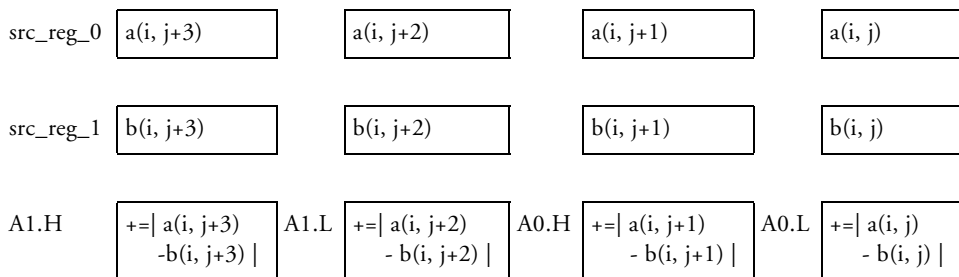 src_reg_0 a(i, j+3) a(i, j+2) a(i, j+1) a(i, j)
src_reg_1 b(i, j+3) b(i, j+2) b(i, j+1) b(i, j)
A1.H +=| a(i, j+3) A1.L +=| a(i, j+2) A0.H +=| a(i, j+1) A0.L +=| a(i, j)
-b(i, j+3) | - b(i, j+2) | - b(i, j+1) | - b(i, j) |